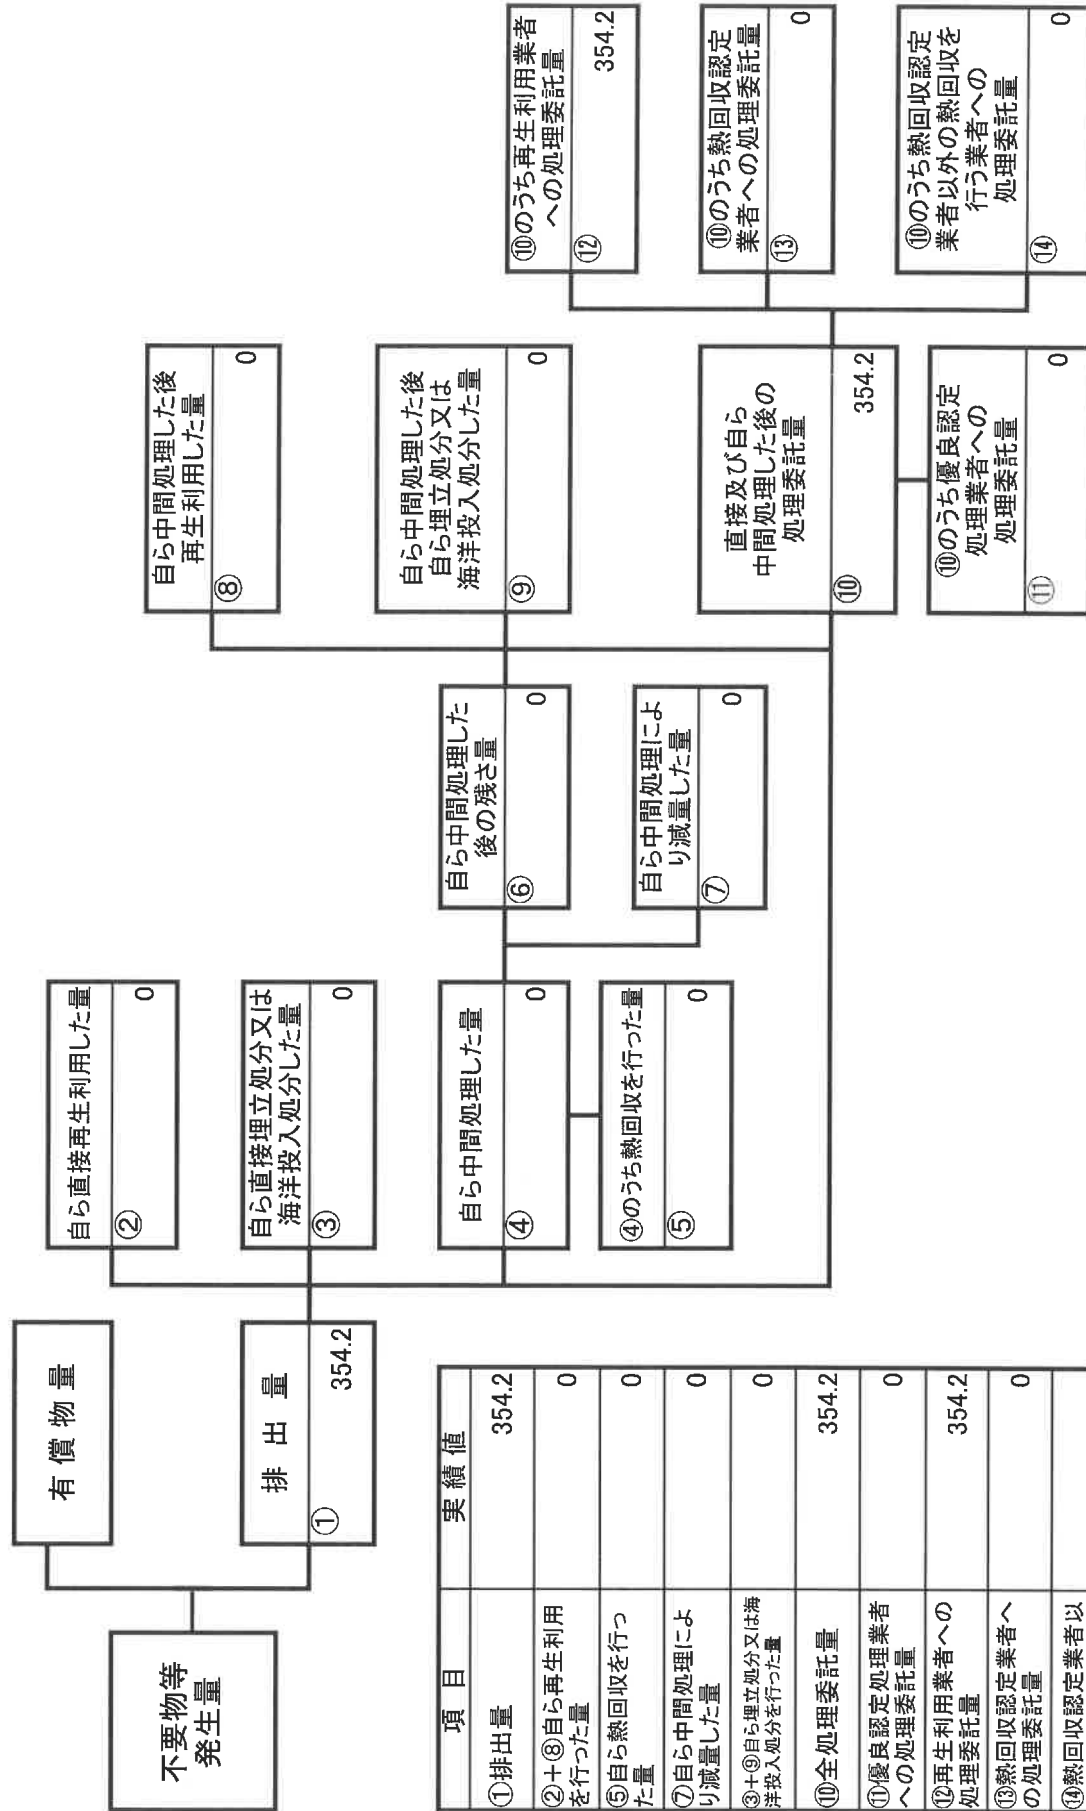 不要物等
発生量
有償物量
排出量
①
354.2
自ら直接再生利用した量
②
0
自ら直接埋立処分又は
海洋投入処分した量
③
0
自ら中間処理した量
④
0
④のうち熱回収を行った量
⑤
0
自ら中間処理した
後の残さ量
⑥
0
自ら中間処理によ
り減量した量
⑦
0
自ら中間処理した後
再生利用した量
⑧
0
自ら中間処理した後
自ら埋立処分又は
海洋投入処分した量
⑨
0
直接及び自ら
中間処理した後の
処理委託量
⑩
354.2
⑩のうち優良認定
処理業者への
処理委託量
⑪
0
⑩のうち再生利用業者
への処理委託量
⑫
354.2
⑩のうち熱回収認定
業者への処理委託量
⑬
0
⑩のうち熱回収認定
業者以外の熱回収を
行う業者への
処理委託量
⑭
0
項目 実績値
①排出量 354.2
②+⑧自ら再生利用
を行った量 0
⑤自ら熱回収を行っ
た量 0
⑦自ら中間処理によ
り減量した量 0
③+⑨自ら埋立処分又は海
洋投入処分を行った量 0
⑩全処理委託量 354.2
⑪優良認定処理業者
への処理委託量 0
⑫再生利用業者への
処理委託量 354.2
⑬熱回収認定業者へ
の処理委託量 0
⑭熱回収認定業者以